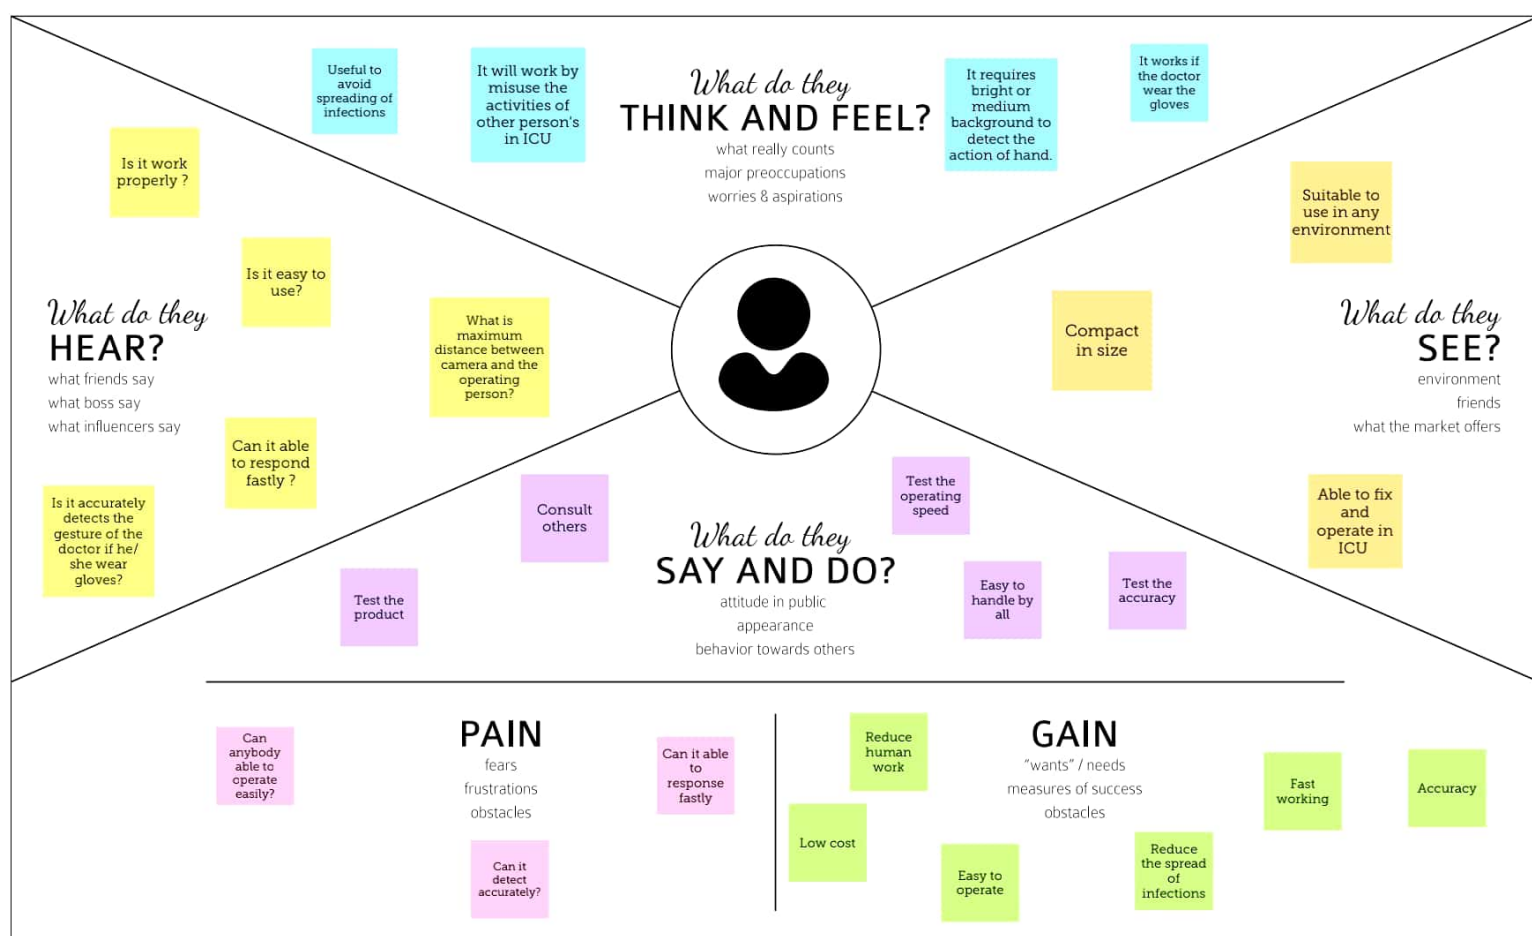 Useful to
avoid
spreading of
infections
It will work by
misuse the
activities of
other person's
in ICU
What do they
THINK AND FEEL?
what really counts
major preoccupations
worries & aspirations
It requires
bright or
medium
background to
detect the
action of hand.
It works if
the doctor
wear the
gloves
Is it work
properly ?
Is it easy to
use?
What do they
HEAR?
what friends say
what boss say
what influencers say
What is
maximum
distance between
camera and the
operating
person?
Can it able
to respond
fastly ?
Is it accurately
detects the
gesture of the
doctor if he/
she wear
gloves?
Suitable to
use in any
environment
Compact
in size
What do they
SEE?
environment
friends
what the market offers
Able to fix
and
operate in
ICU
Consult
others
Test the
product
What do they
SAY AND DO?
attitude in public
appearance
behavior towards others
Test the
operating
speed
Easy to
handle by
all
Test the
accuracy
Can
anybody
able to
operate
easily?
PAIN
fears
frustrations
obstacles
Can it able
to
response
fastly
Can it
detect
accurately?
Reduce
human
work
GAIN
“wants” / needs
measures of success
obstacles
Low cost
Easy to
operate
Reduce
the spread
of
infections
Fast
working
Accuracy